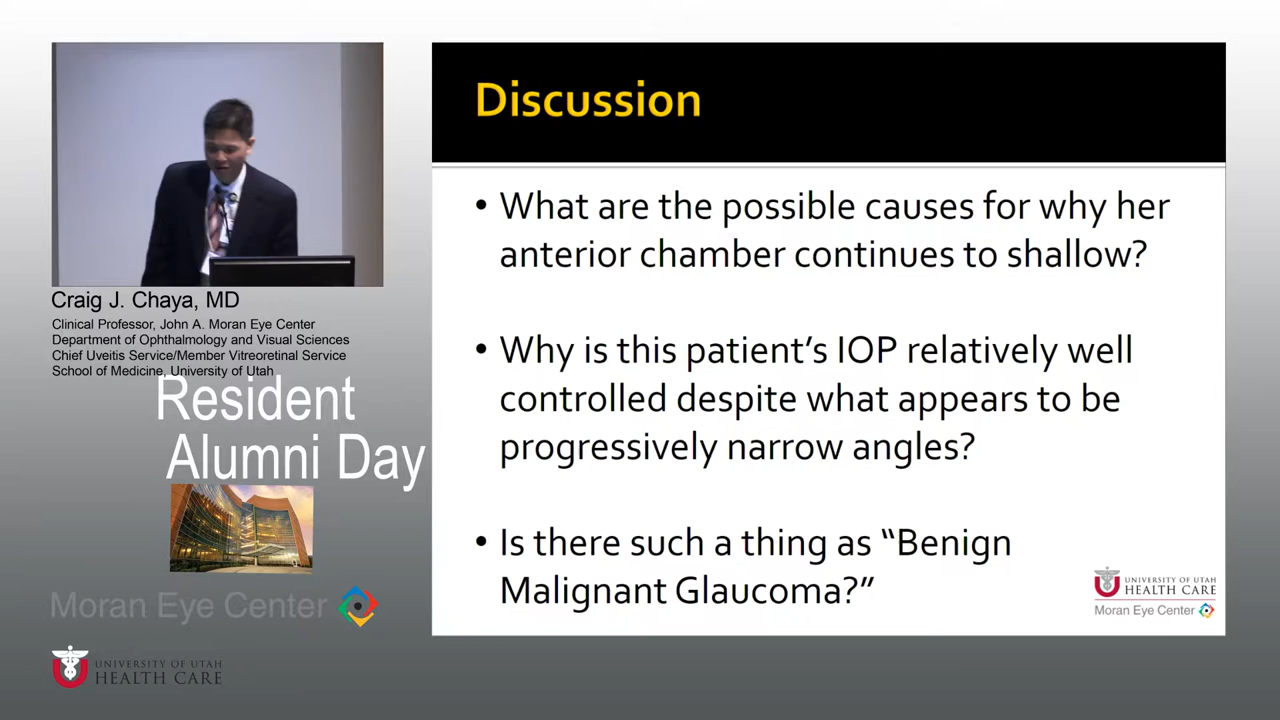 Discussion
• What are the possible causes for why her
anterior chamber continues to shallow?
• Why is this patient’s IOP relatively well
controlled despite what appears to be
progressively narrow angles?
• Is there such a thing as “Benign
Malignant Glaucoma?”
UNIVERSITY OF UTAH
HEALTH CARE
Moran Eye Center
Craig J. Chaya, MD
Clinical Professor, John A. Moran Eye Center
Department of Ophthalmology and Visual Sciences
Chief Uveitis Service/Member Vitreoretinal Service
School of Medicine, University of Utah
Resident
Alumni Day
Moran Eye Center
UNIVERSITY OF UTAH
HEALTH CARE